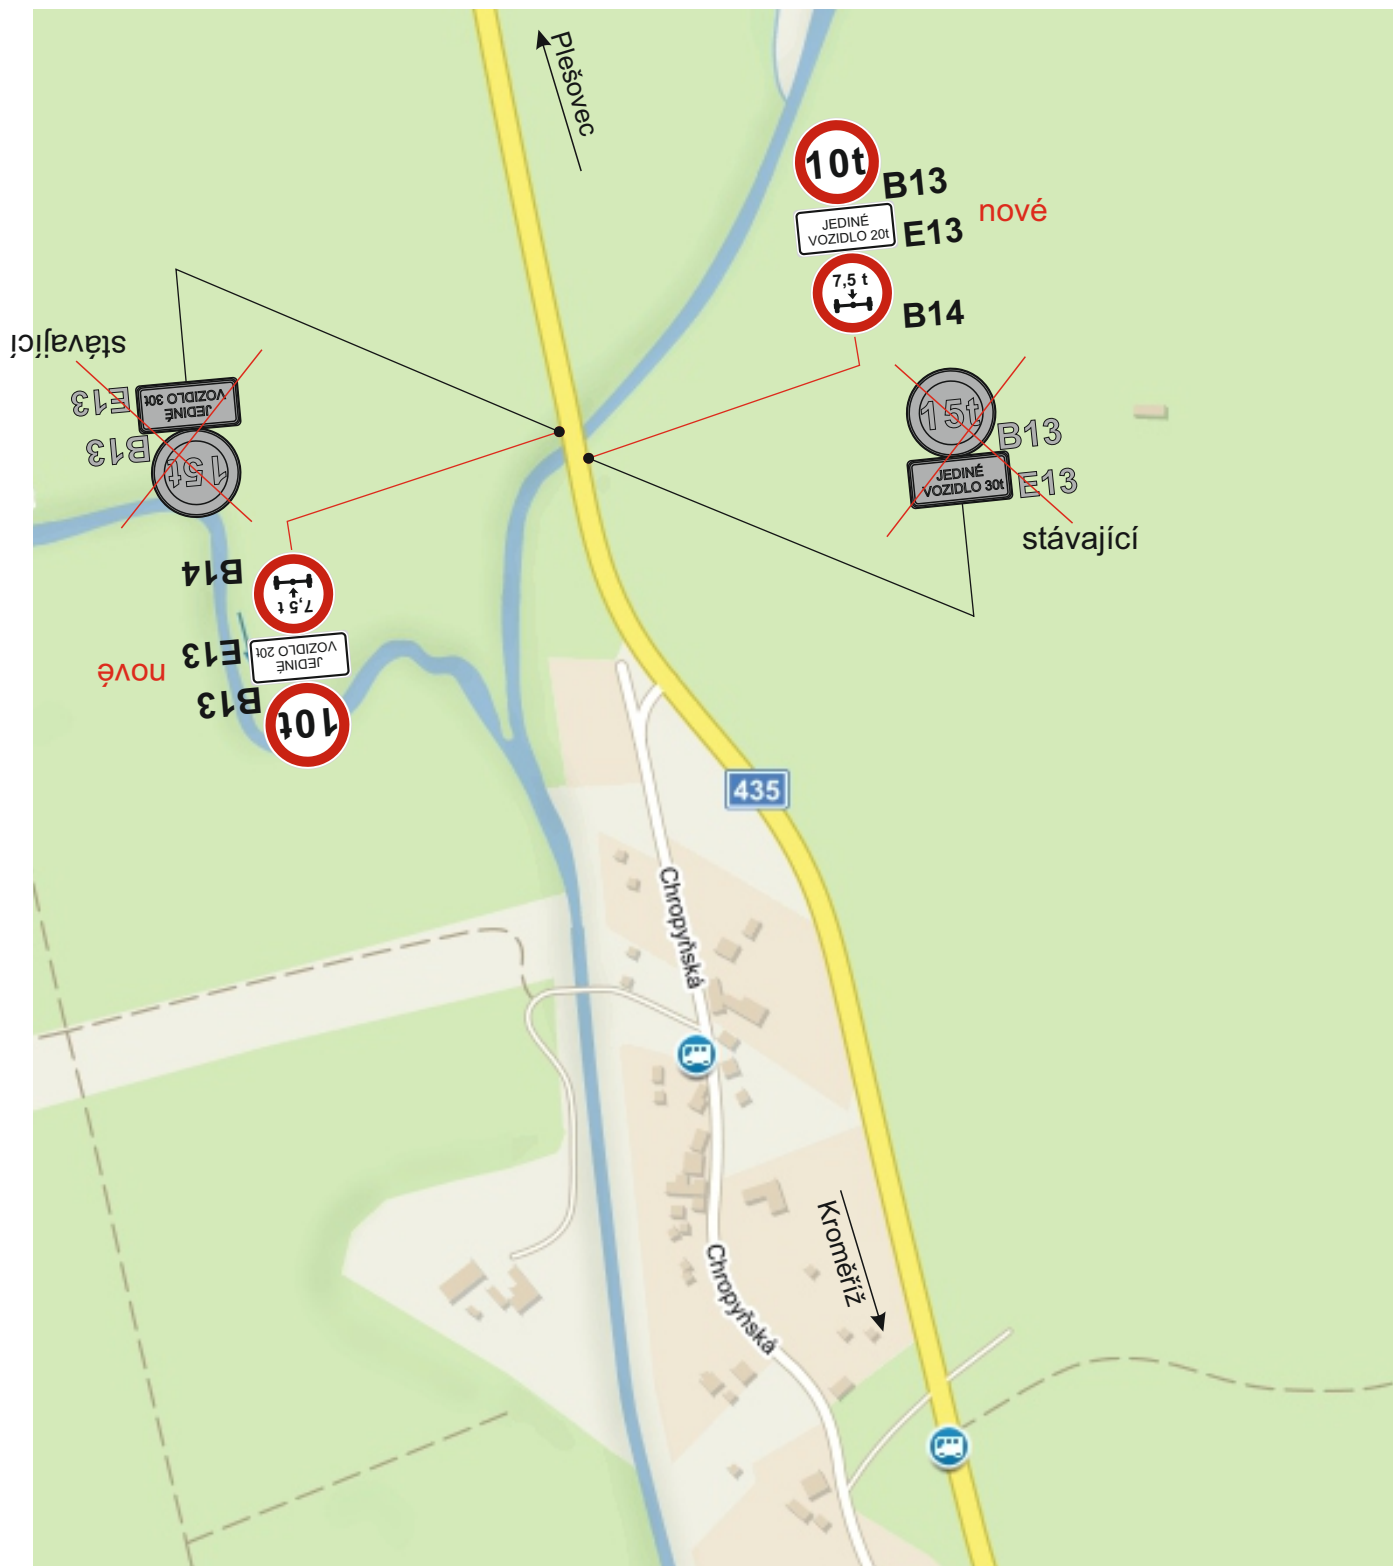 Plešovec
10t
B13
JEDINÉ
VOZIDLO 20t
E13
nové
7,5 t
B14
15t
B13
JEDINÉ
VOZIDLO 30t
E13
stávající
stávající
E13
JEDINÉ
VOZIDLO 30t
B13
15t
B14
7,5 t
E13
JEDINÉ
VOZIDLO 20t
nové
B13
10t
435
Chropyňská
Kroměříž
Chropyňská